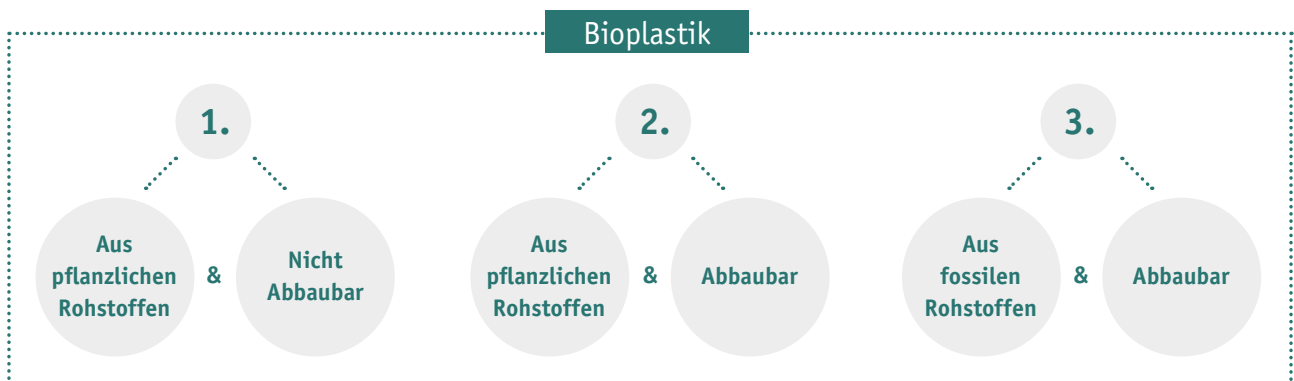 Bioplastik
1.
Aus
pflanzlichen
Rohstoffen
&
Nicht
Abbaubar
2.
Aus
pflanzlichen
Rohstoffen
&
Abbaubar
3.
Aus
fossilen
Rohstoffen
&
Abbaubar